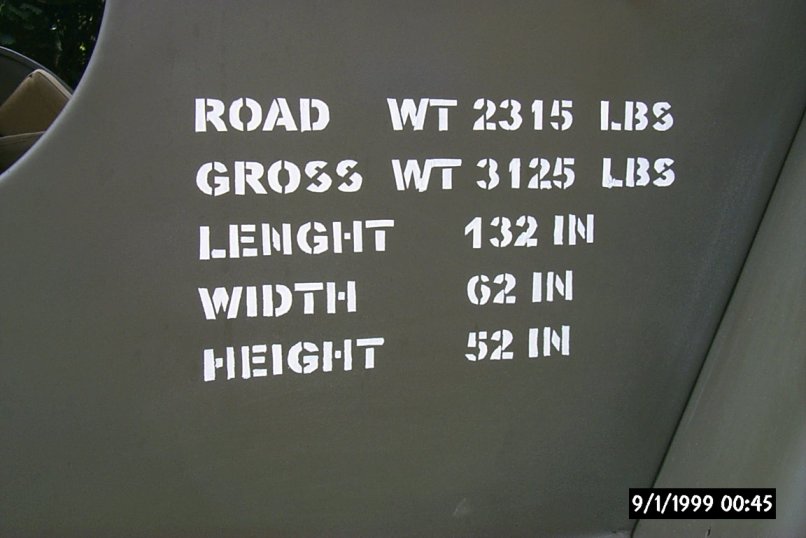 ROAD WT 2315 LBS
GROSS WT 3125 LBS
LENGHT 132 IN
WIDTH 62 IN
HEIGHT 52 IN
9/1/1999 00:45